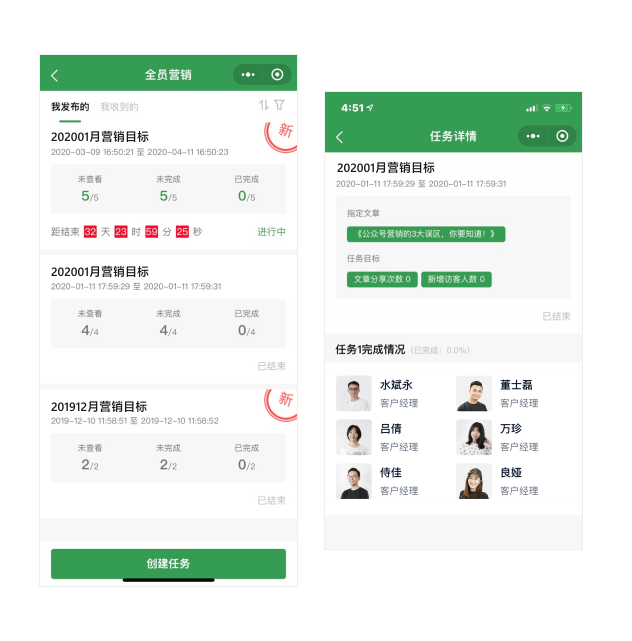 全员营销
我发布的 我收到的
新
202001月营销目标
2020-03-09 16:50:21 至 2020-04-11 16:50:23
未查看 未完成 已完成
5/5 5/5 0/5
距结束 32 天 23 时 59 分 25 秒 进行中
202001月营销目标
2020-01-11 17:59:29 至 2020-01-11 17:59:31
未查看 未完成 已完成
4/4 4/4 0/4
已结束
新
201912月营销目标
2019-12-10 11:58:51 至 2019-12-10 11:58:52
未查看 未完成 已完成
2/2 2/2 0/2
已结束
创建任务
4:51
任务详情
202001月营销目标
2020-01-11 17:59:29 至 2020-01-11 17:59:31
指定文章
《公众号营销的3大误区，你要知道！》
任务目标
文章分享次数 0 新增访客人数 0
已结束
任务1完成情况 (已完成：0.0%)
水斌永 董士磊
客户经理 客户经理
吕倩 万珍
客户经理 客户经理
侍佳 良娅
客户经理 客户经理